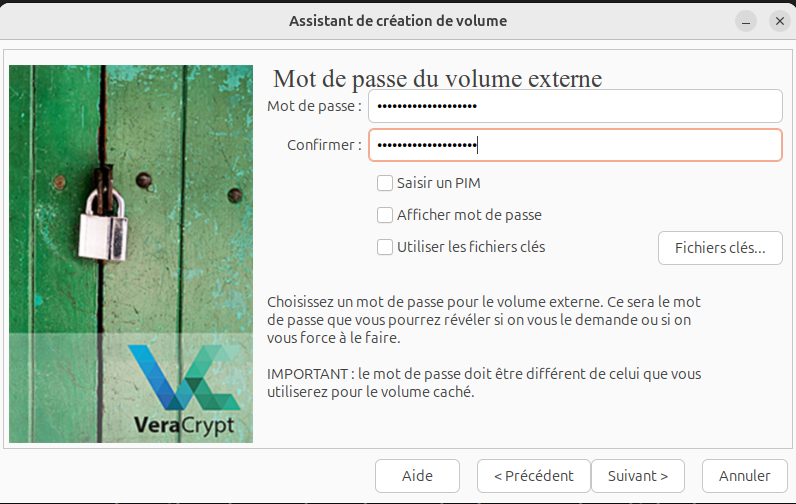 Assistant de création de volume
Mot de passe du volume externe
Mot de passe : ••••••••••••••••••••
Confirmer : ••••••••••••••••••••
Saisir un PIM
Afficher mot de passe
Utiliser les fichiers clés
Fichiers clés...
Choisissez un mot de passe pour le volume externe. Ce sera le mot
de passe que vous pourrez révéler si on vous le demande ou si on
vous force à le faire.
IMPORTANT : le mot de passe doit être différent de celui que vous
utiliserez pour le volume caché.
VeraCrypt
Aide
< Précédent
Suivant >
Annuler